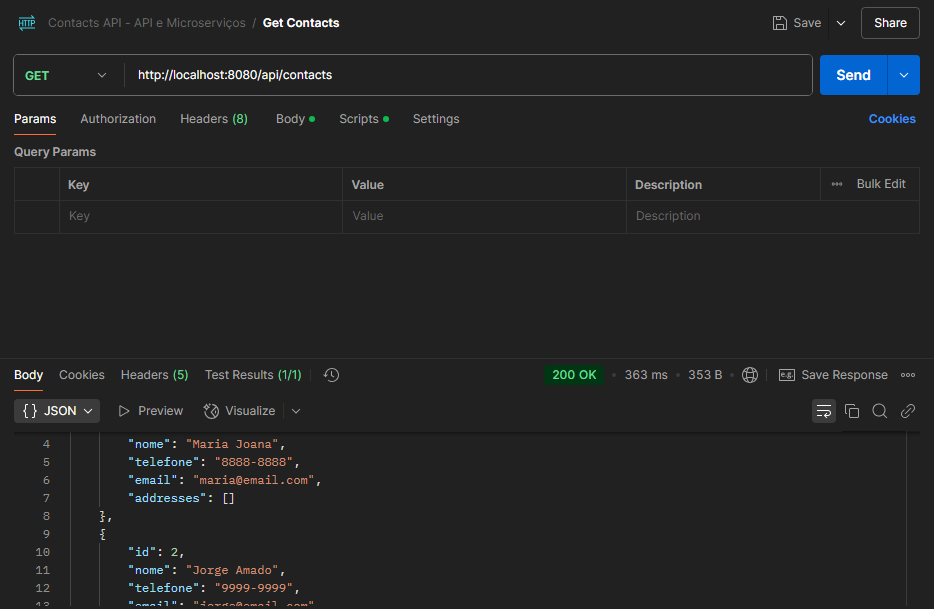 HTTP Contacts API - API e Microserviços / Get Contacts Save Share
GET http://localhost:8080/api/contacts Send
Params Authorization Headers (8) Body Scripts Settings Cookies
Query Params
Key Value Description ••• Bulk Edit
Key Value Description
Body Cookies Headers (5) Test Results (1/1) 200 OK • 363 ms • 353 B • e.g. Save Response
{} JSON Preview Visualize
4 "nome": "Maria Joana",
5 "telefone": "8888-8888",
6 "email": "maria@email.com",
7 "addresses": []
8 },
9 {
10 "id": 2,
11 "nome": "Jorge Amado",
12 "telefone": "9999-9999",
13 "email": "jorge@email.com"